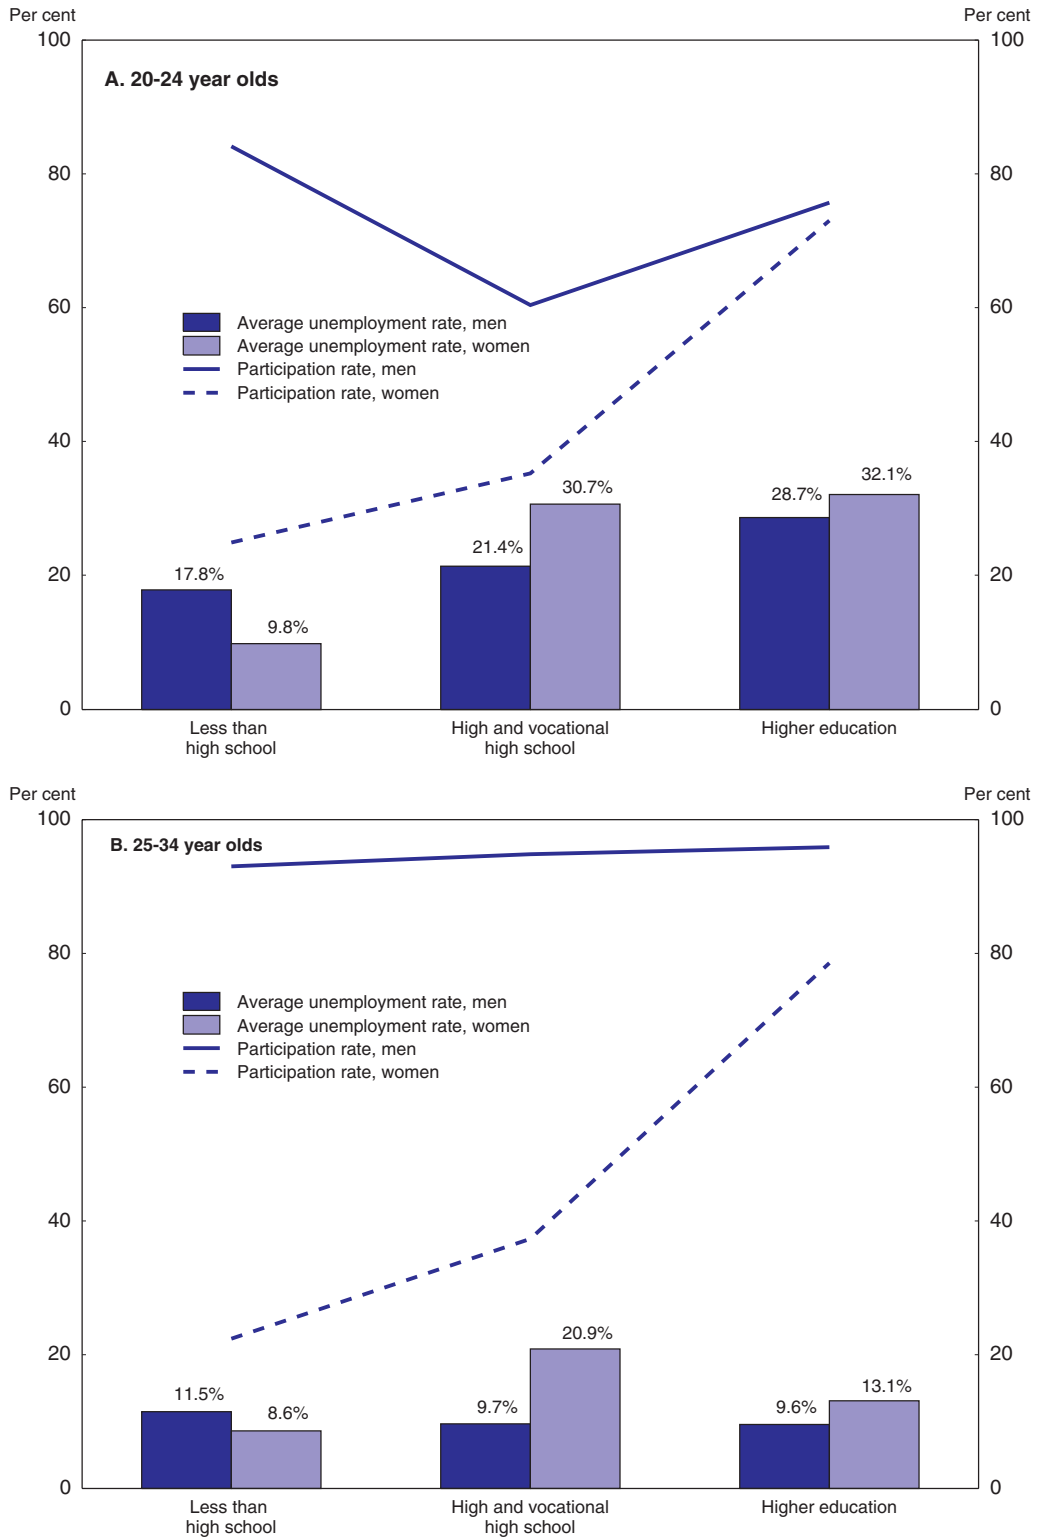 Per cent Per cent
100 100
A. 20-24 year olds
80 80
60 60
Average unemployment rate, men
Average unemployment rate, women
Participation rate, men
Participation rate, women
40 40
32.1%
30.7%
28.7%
21.4%
20 20
17.8%
9.8%
0 0
Less than
high school
High and vocational
high school
Higher education
Per cent Per cent
100 100
B. 25-34 year olds
80 80
Average unemployment rate, men
Average unemployment rate, women
Participation rate, men
Participation rate, women
60 60
40 40
20 20
20.9%
11.5%
8.6%
9.7%
9.6%
13.1%
0 0
Less than
high school
High and vocational
high school
Higher education